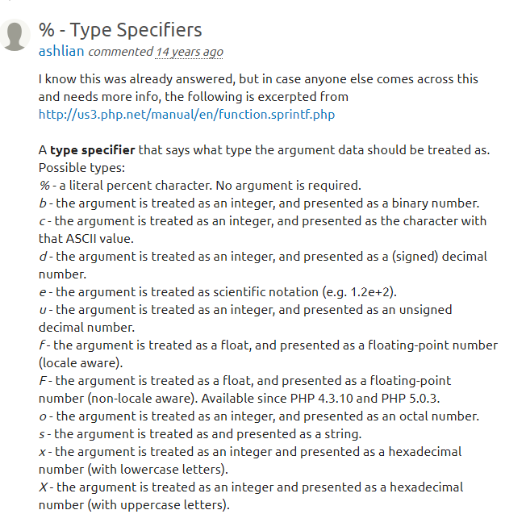 % - Type Specifiers
ashlian commented 14 years ago
I know this was already answered, but in case anyone else comes across this
and needs more info, the following is excerpted from
http://us3.php.net/manual/en/function.sprintf.php
A type specifier that says what type the argument data should be treated as.
Possible types:
% - a literal percent character. No argument is required.
b - the argument is treated as an integer, and presented as a binary number.
c - the argument is treated as an integer, and presented as the character with
that ASCII value.
d - the argument is treated as an integer, and presented as a (signed) decimal
number.
e - the argument is treated as scientific notation (e.g. 1.2e+2).
u - the argument is treated as an integer, and presented as an unsigned
decimal number.
f - the argument is treated as a float, and presented as a floating-point number
(locale aware).
F - the argument is treated as a float, and presented as a floating-point
number (non-locale aware). Available since PHP 4.3.10 and PHP 5.0.3.
o - the argument is treated as an integer, and presented as an octal number.
s - the argument is treated as and presented as a string.
x - the argument is treated as an integer and presented as a hexadecimal
number (with lowercase letters).
X - the argument is treated as an integer and presented as a hexadecimal
number (with uppercase letters).